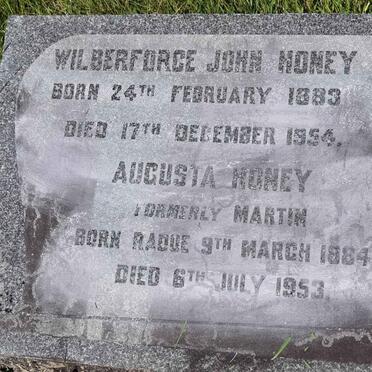 WILBERFORCE JOHN HONEY
BORN 24TH FEBRUARY 1883
DIED 17TH DECEMBER 1954.
AUGUSTA HONEY
FORMERLY MARTIN
BORN RADUE 9TH MARCH 1884
DIED 6TH JULY 1953.